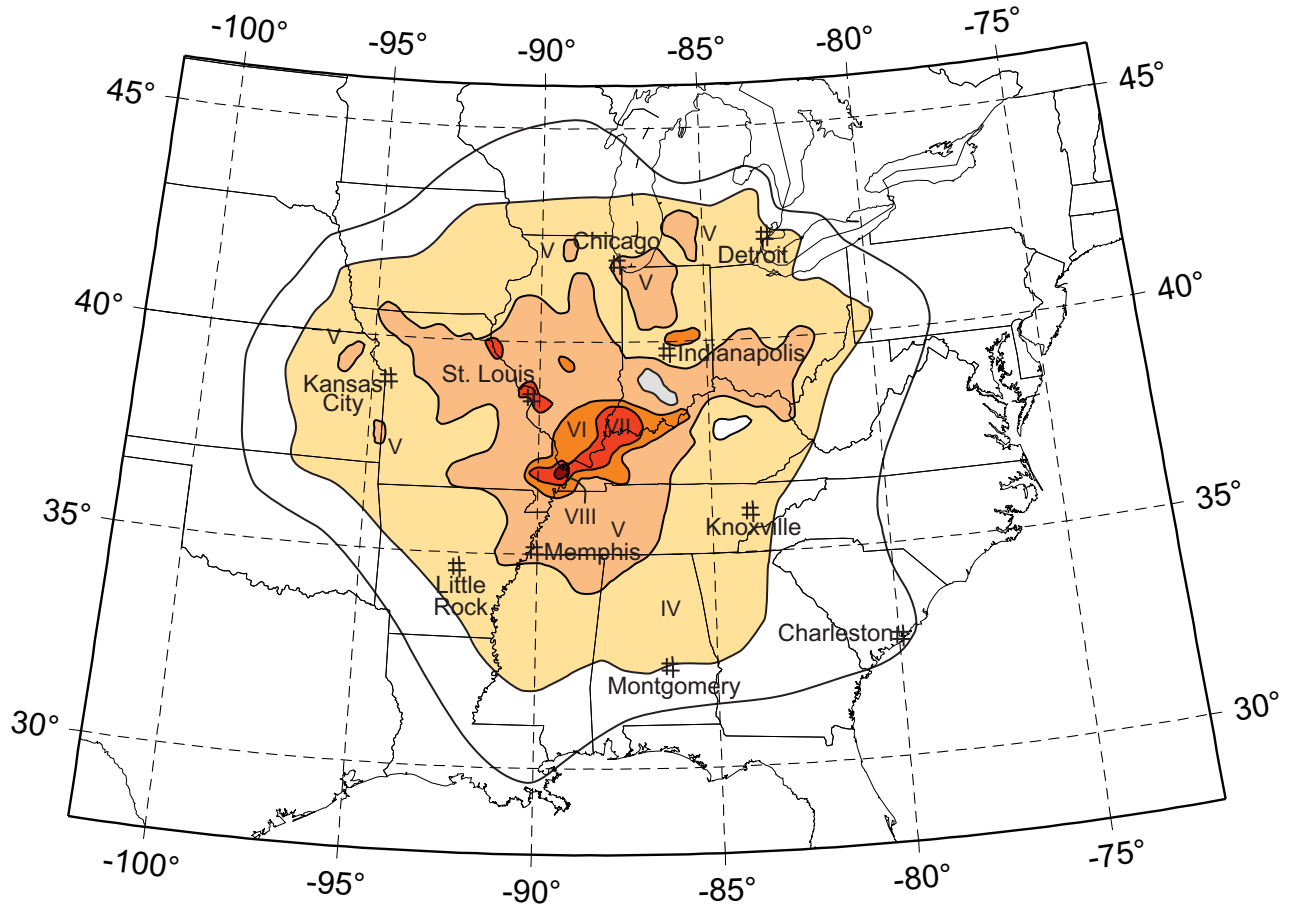 -100°
-95°
-90°
-85°
-80°
-75°
45°
45°
V
Chicago
V
Detroit
V
40°
40°
V
Indianapolis
St. Louis
Kansas
City
VI
VII
V
35°
35°
VIII
V
Knoxville
Memphis
Little
Rock
IV
Charleston
Montgomery
30°
30°
-100°
-95°
-90°
-85°
-80°
-75°